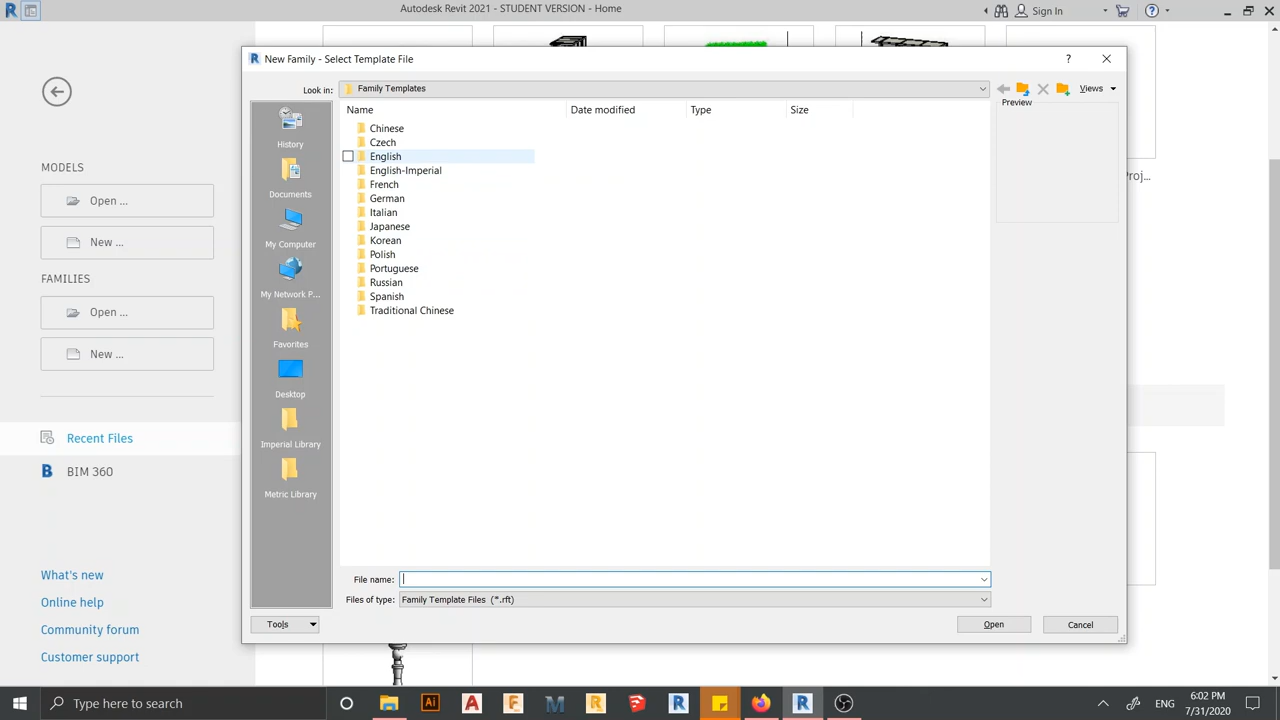 Autodesk Revit 2021 - STUDENT VERSION - Home
Sign In
New Family - Select Template File
Look in:
Family Templates
Views
Name
Date modified
Type
Size
Preview
Chinese
Czech
English
English-Imperial
French
German
Italian
Japanese
Korean
Polish
Portuguese
Russian
Spanish
Traditional Chinese
History
Documents
My Computer
My Network P...
Favorites
Desktop
Imperial Library
Metric Library
File name:
Files of type:
Family Template Files (*.rft)
Tools
Open
Cancel
MODELS
Open ...
New ...
FAMILIES
Open ...
New ...
Recent Files
BIM 360
What's new
Online help
Community forum
Customer support
Proj...
Type here to search
ENG
6:02 PM
7/31/2020